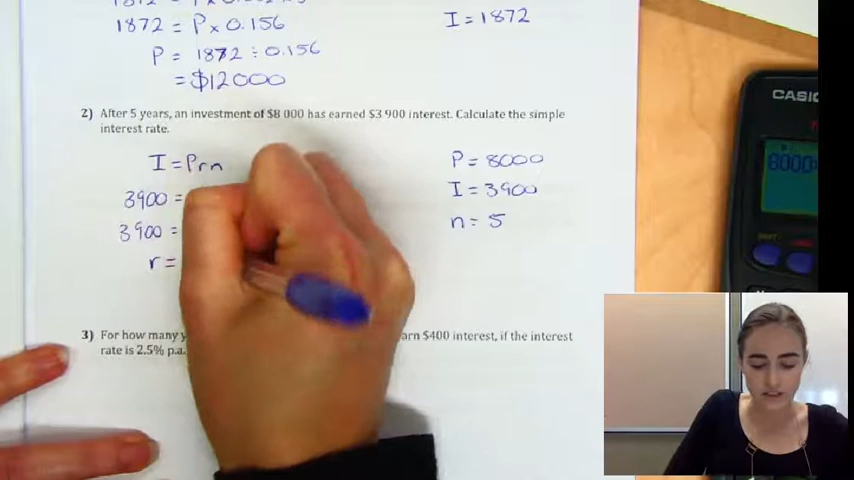 1872 = P x 0.156
I = 1872
P = 1872 ÷ 0.156
= $12000
CASIO
2) After 5 years, an investment of $8 000 has earned $3 900 interest. Calculate the simple
interest rate.
I = Prn
P = 8000
8000
3900 =
I = 3900
3900 =
n = 5
r =
3) For how many earn $400 interest, if the interest
rate is 2.5% p.a.